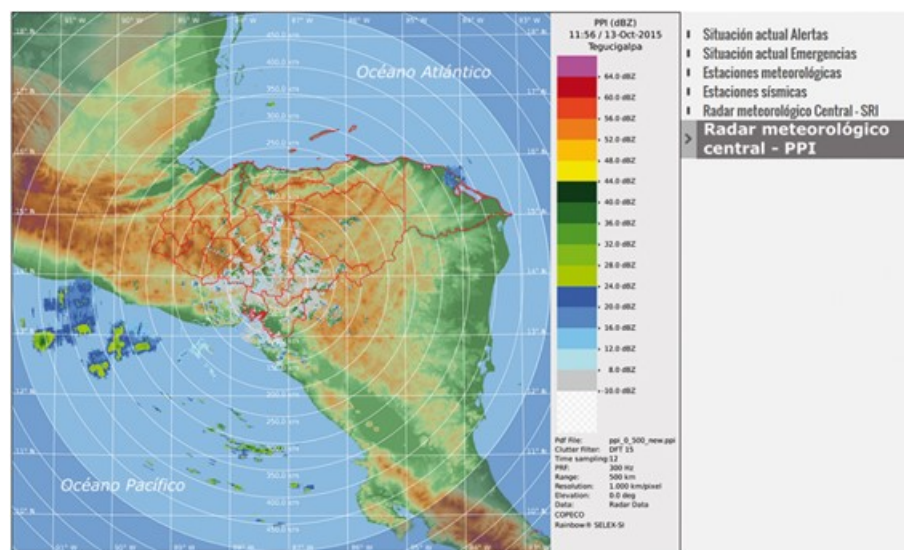 Océano Atlántico
Océano Pacífico
PPI (dBZ)
11:56 / 13-Oct-2015
Tegucigalpa
64.0 dBZ
60.0 dBZ
56.0 dBZ
52.0 dBZ
48.0 dBZ
44.0 dBZ
40.0 dBZ
36.0 dBZ
32.0 dBZ
28.0 dBZ
24.0 dBZ
20.0 dBZ
16.0 dBZ
12.0 dBZ
8.0 dBZ
-10.0 dBZ
Pdf File: ppi_0_500_new.ppi
Clutter Filter: DFT 15
Time sampling:12
PRF: 300 Hz
Range: 500 km
Resolution: 1.000 km/pixel
Elevation: 0.0 deg
Data: Radar Data
COPECO
Rainbow® SELEX-SI
Situación actual Alertas
Situación actual Emergencias
Estaciones meteorológicas
Estaciones sísmicas
Radar meteorológico Central - SRI
Radar meteorológico
central - PPI